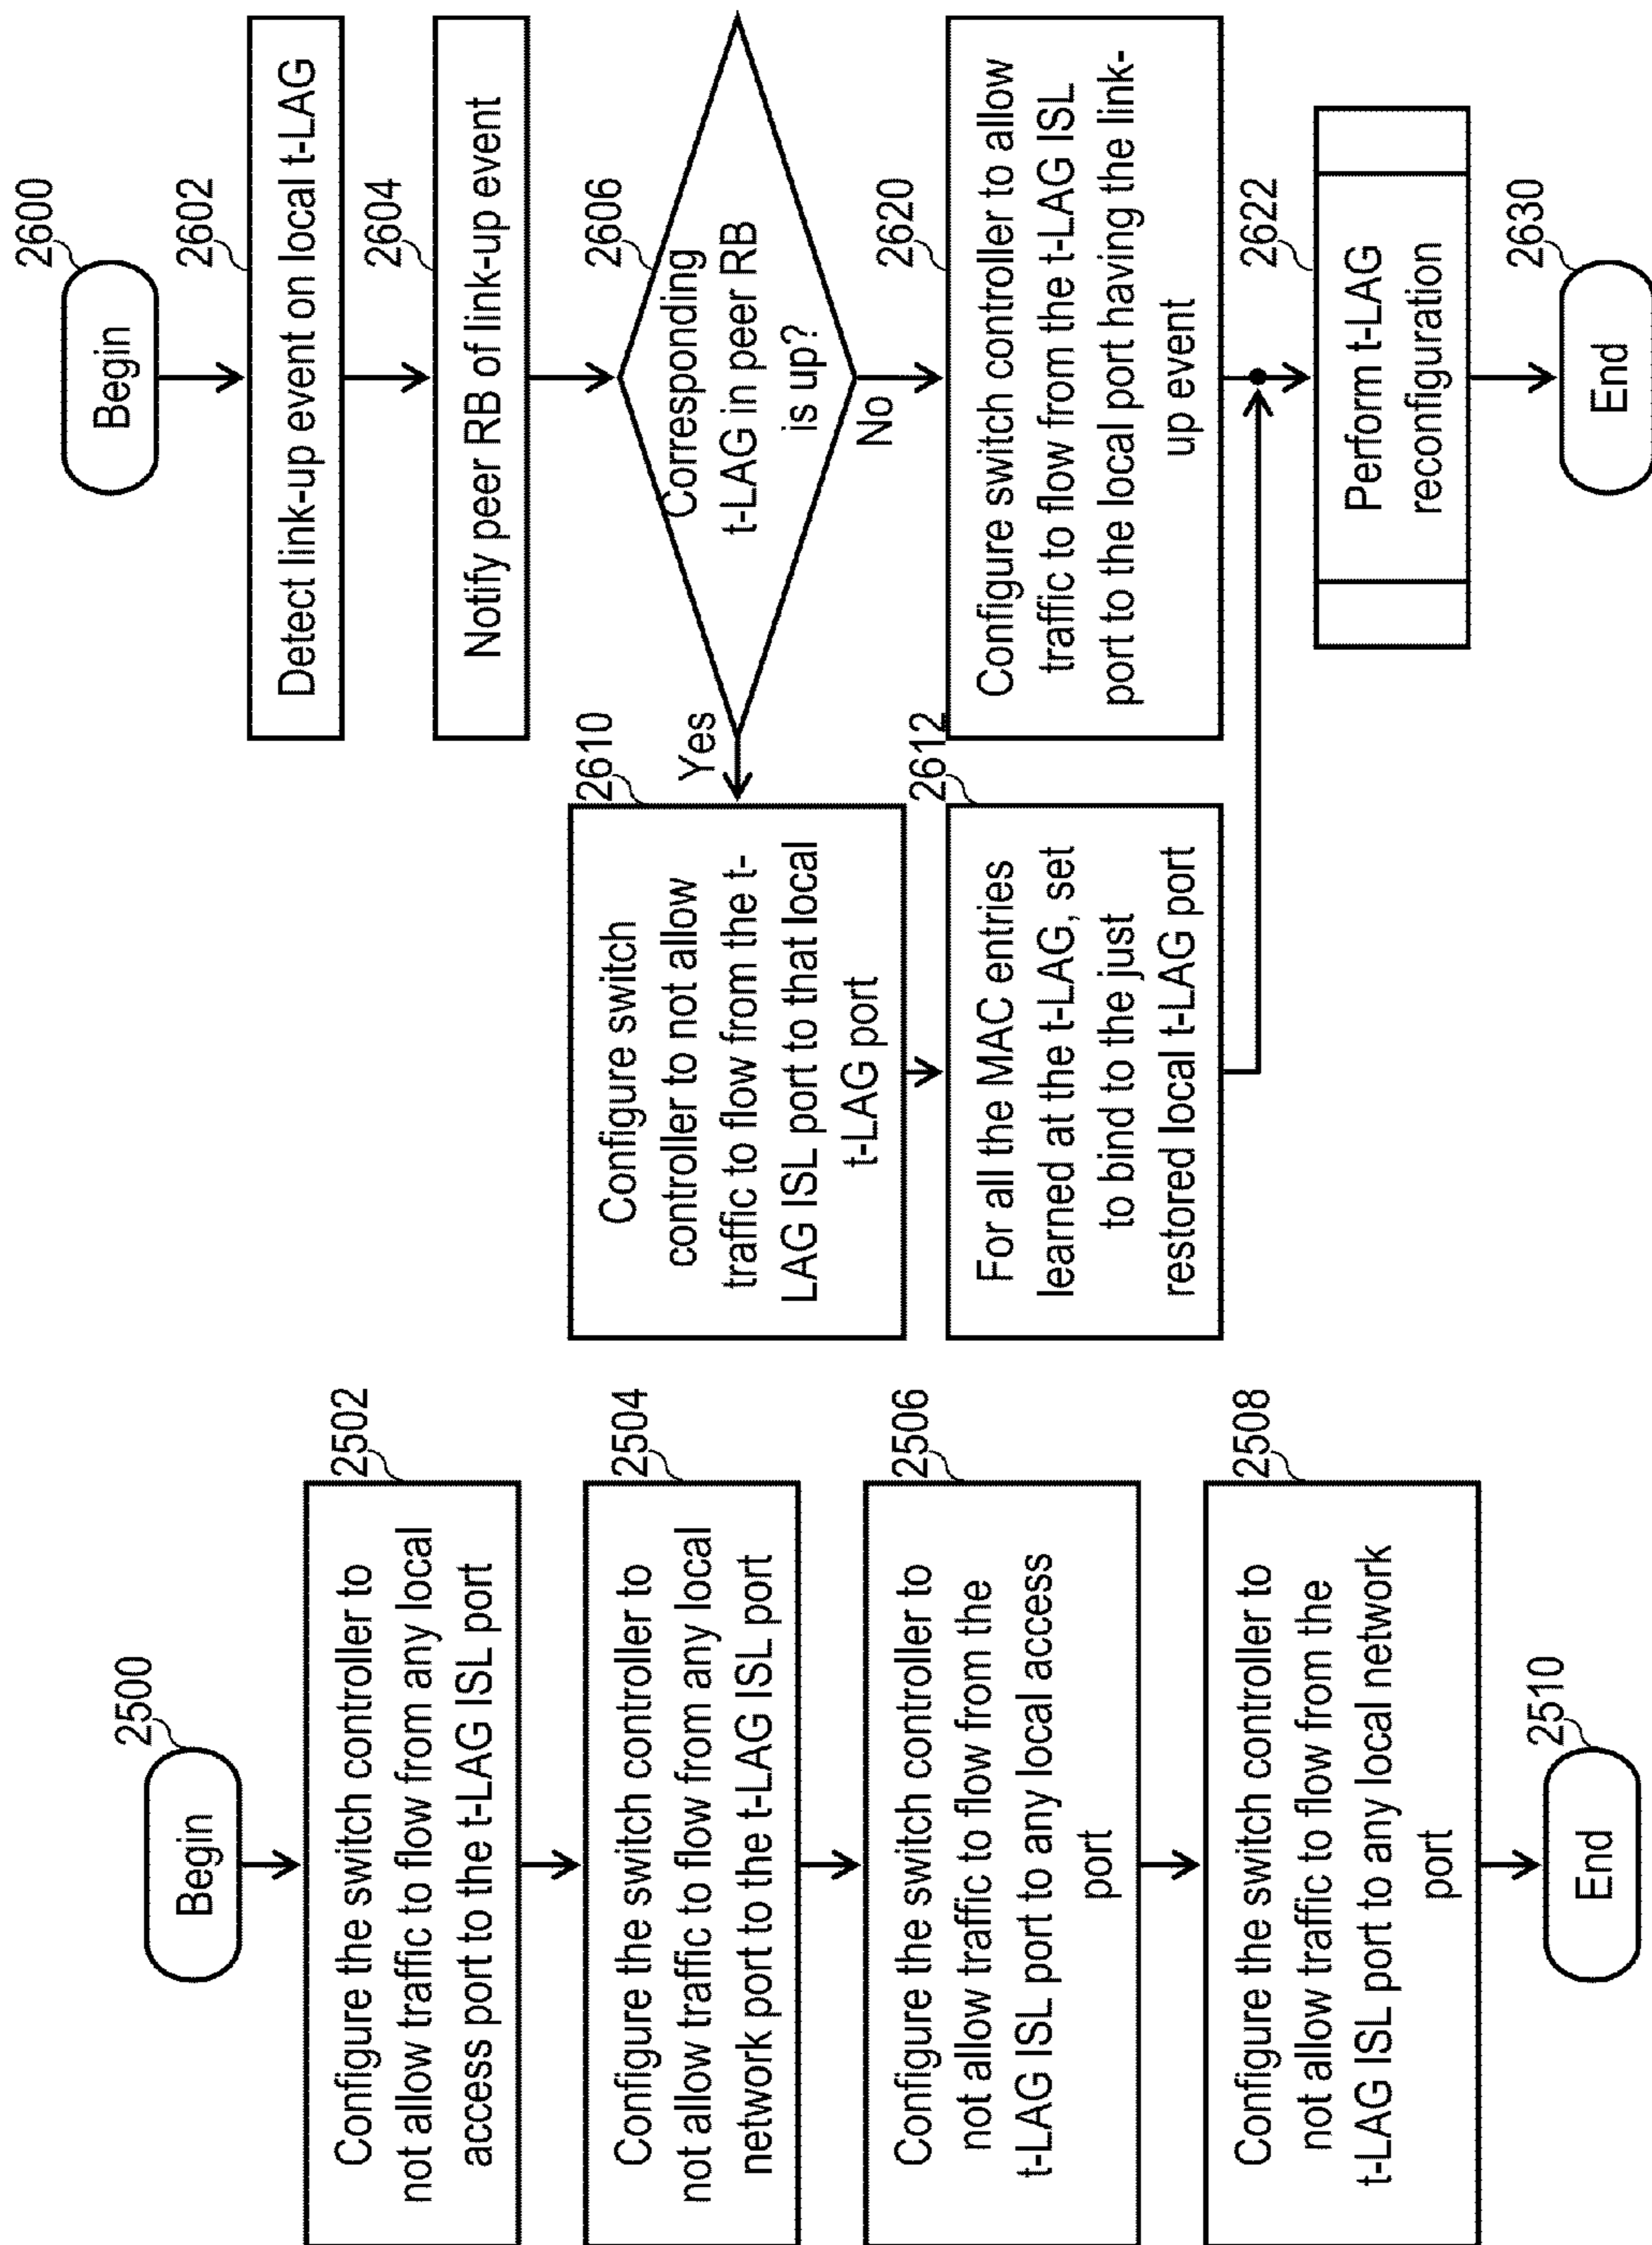 2500
Begin
2502
Configure the switch controller to
not allow traffic to flow from any local
access port to the t-LAG ISL port
2504
Configure the switch controller to
not allow traffic to flow from any local
network port to the t-LAG ISL port
2506
Configure the switch controller to
not allow traffic to flow from the
t-LAG ISL port to any local access
port
2508
Configure the switch controller to
not allow traffic to flow from the
t-LAG ISL port to any local network
port
2510
End
2600
Begin
2602
Detect link-up event on local t-LAG
2604
Notify peer RB of link-up event
2606
Corresponding
t-LAG in peer RB
is up?
Yes
No
2610
Configure switch
controller to not allow
traffic to flow from the t-
LAG ISL port to that local
t-LAG port
2612
For all the MAC entries
learned at the t-LAG, set
to bind to the just
restored local t-LAG port
2620
Configure switch controller to allow
traffic to flow from the t-LAG ISL
port to the local port having the link-
up event
2622
Perform t-LAG
reconfiguration
2630
End